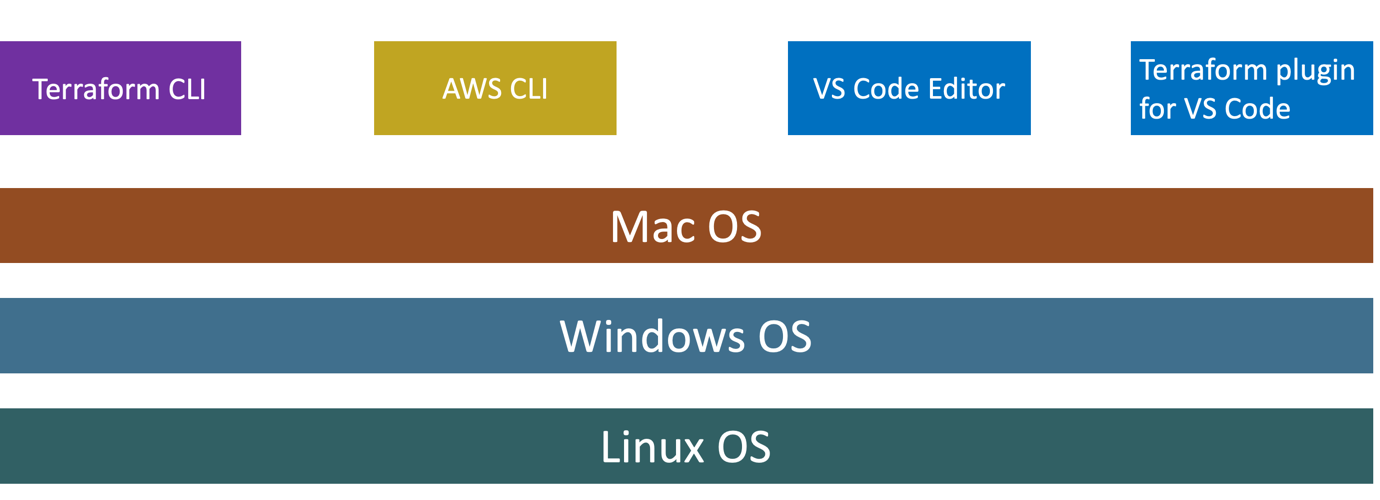 Terraform CLI
AWS CLI
VS Code Editor
Terraform plugin
for VS Code
Mac OS
Windows OS
Linux OS